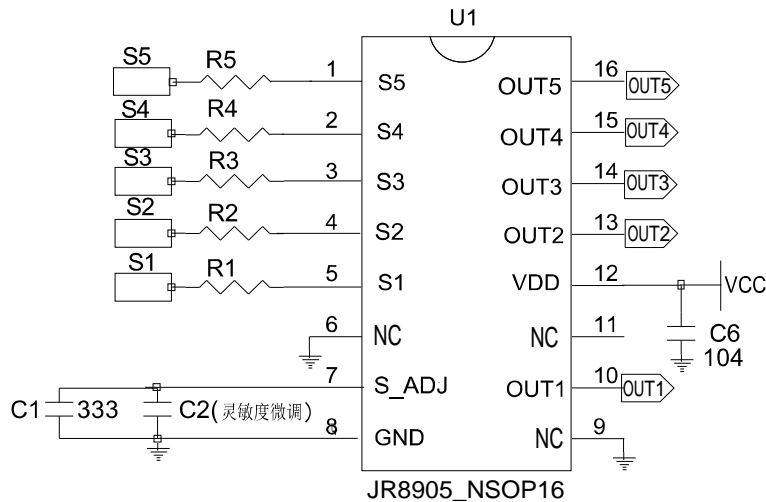 U1
S5 R5 1 S5 OUT5 16 OUT5
S4 R4 2 S4 OUT4 15 OUT4
S3 R3 3 S3 OUT3 14 OUT3
S2 R2 4 S2 OUT2 13 OUT2
S1 R1 5 S1 VDD 12 VCC
6 NC NC 11 C6
104
7 S_ADJ OUT1 10 OUT1
C1 333 C2(灵敏度微调)
8 GND NC 9
JR8905_NSOP16